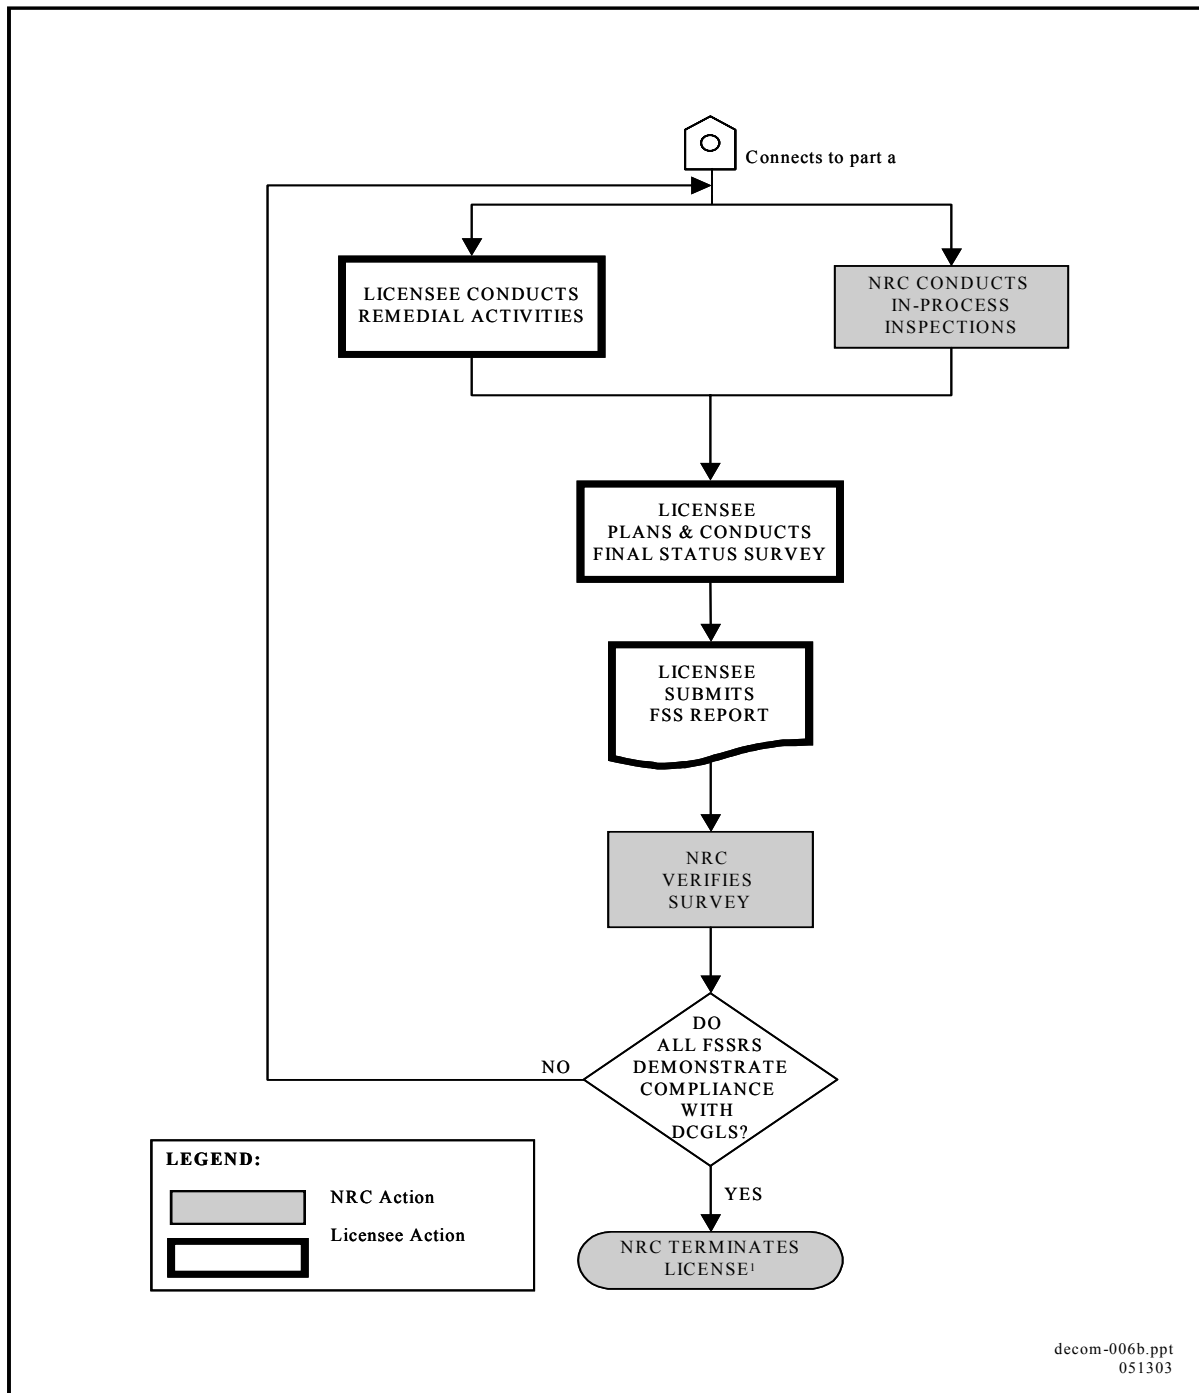 Connects to part a
LICENSEE CONDUCTS
REMEDIAL ACTIVITIES
NRC CONDUCTS
IN-PROCESS
INSPECTIONS
LICENSEE
PLANS & CONDUCTS
FINAL STATUS SURVEY
LICENSEE
SUBMITS
FSS REPORT
NRC
VERIFIES
SURVEY
DO
ALL FSSRS
DEMONSTRATE
COMPLIANCE
WITH
DCGLS?
NO
YES
NRC TERMINATES
LICENSE¹
LEGEND:
NRC Action
Licensee Action
decom-006b.ppt
051303